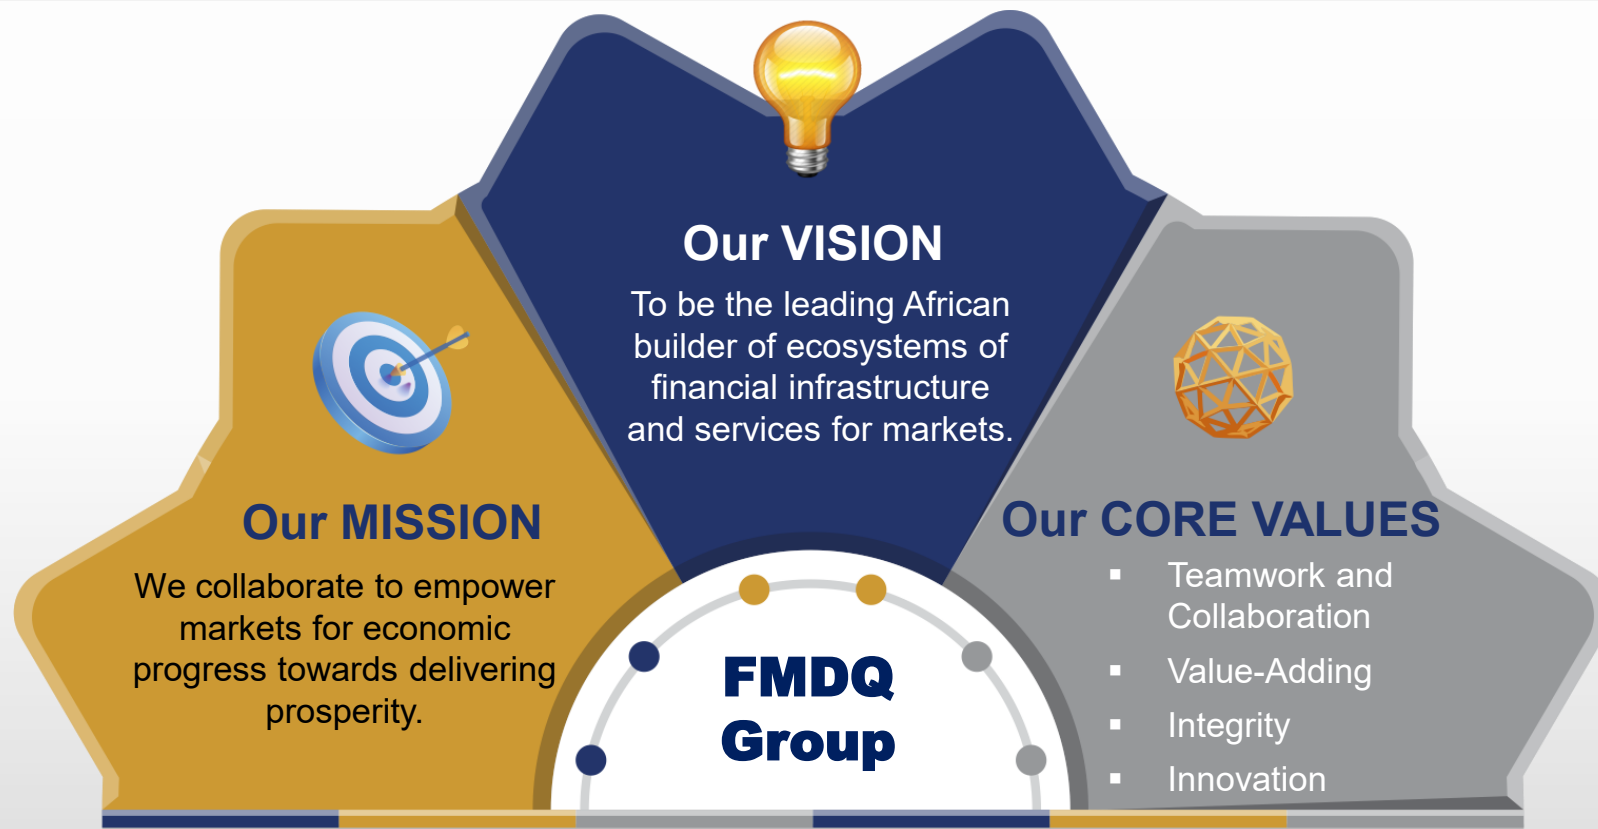 Our VISION
To be the leading African
builder of ecosystems of
financial infrastructure
and services for markets.
Our MISSION
We collaborate to empower
markets for economic
progress towards delivering
prosperity.
Our CORE VALUES
▪ Teamwork and
Collaboration
▪ Value-Adding
▪ Integrity
▪ Innovation
FMDQ
Group